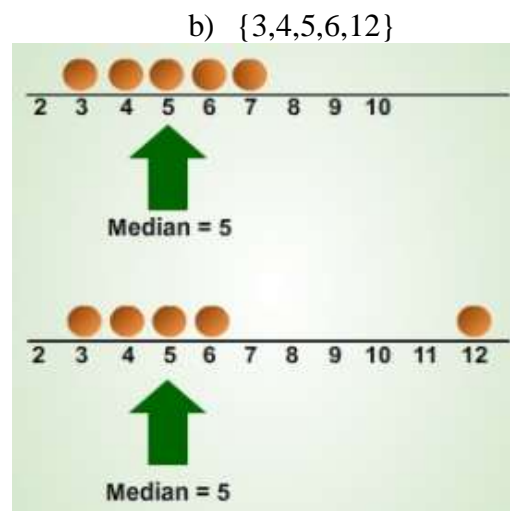 b) {3,4,5,6,12}
2 3 4 5 6 7 8 9 10
Median = 5
2 3 4 5 6 7 8 9 10 11 12
Median = 5